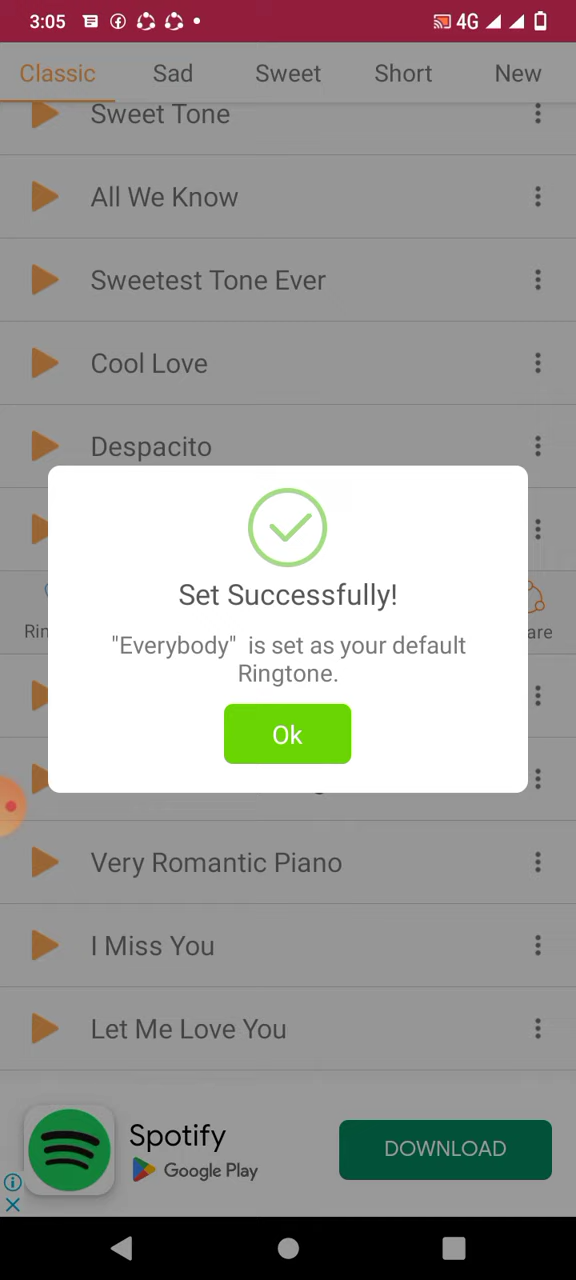 3:05 4G
Classic Sad Sweet Short New
Sweet Tone
All We Know
Sweetest Tone Ever
Cool Love
Despacito
Set Successfully!
"Everybody" is set as your default
Ringtone.
Ok
Very Romantic Piano
I Miss You
Let Me Love You
Spotify
Google Play
DOWNLOAD